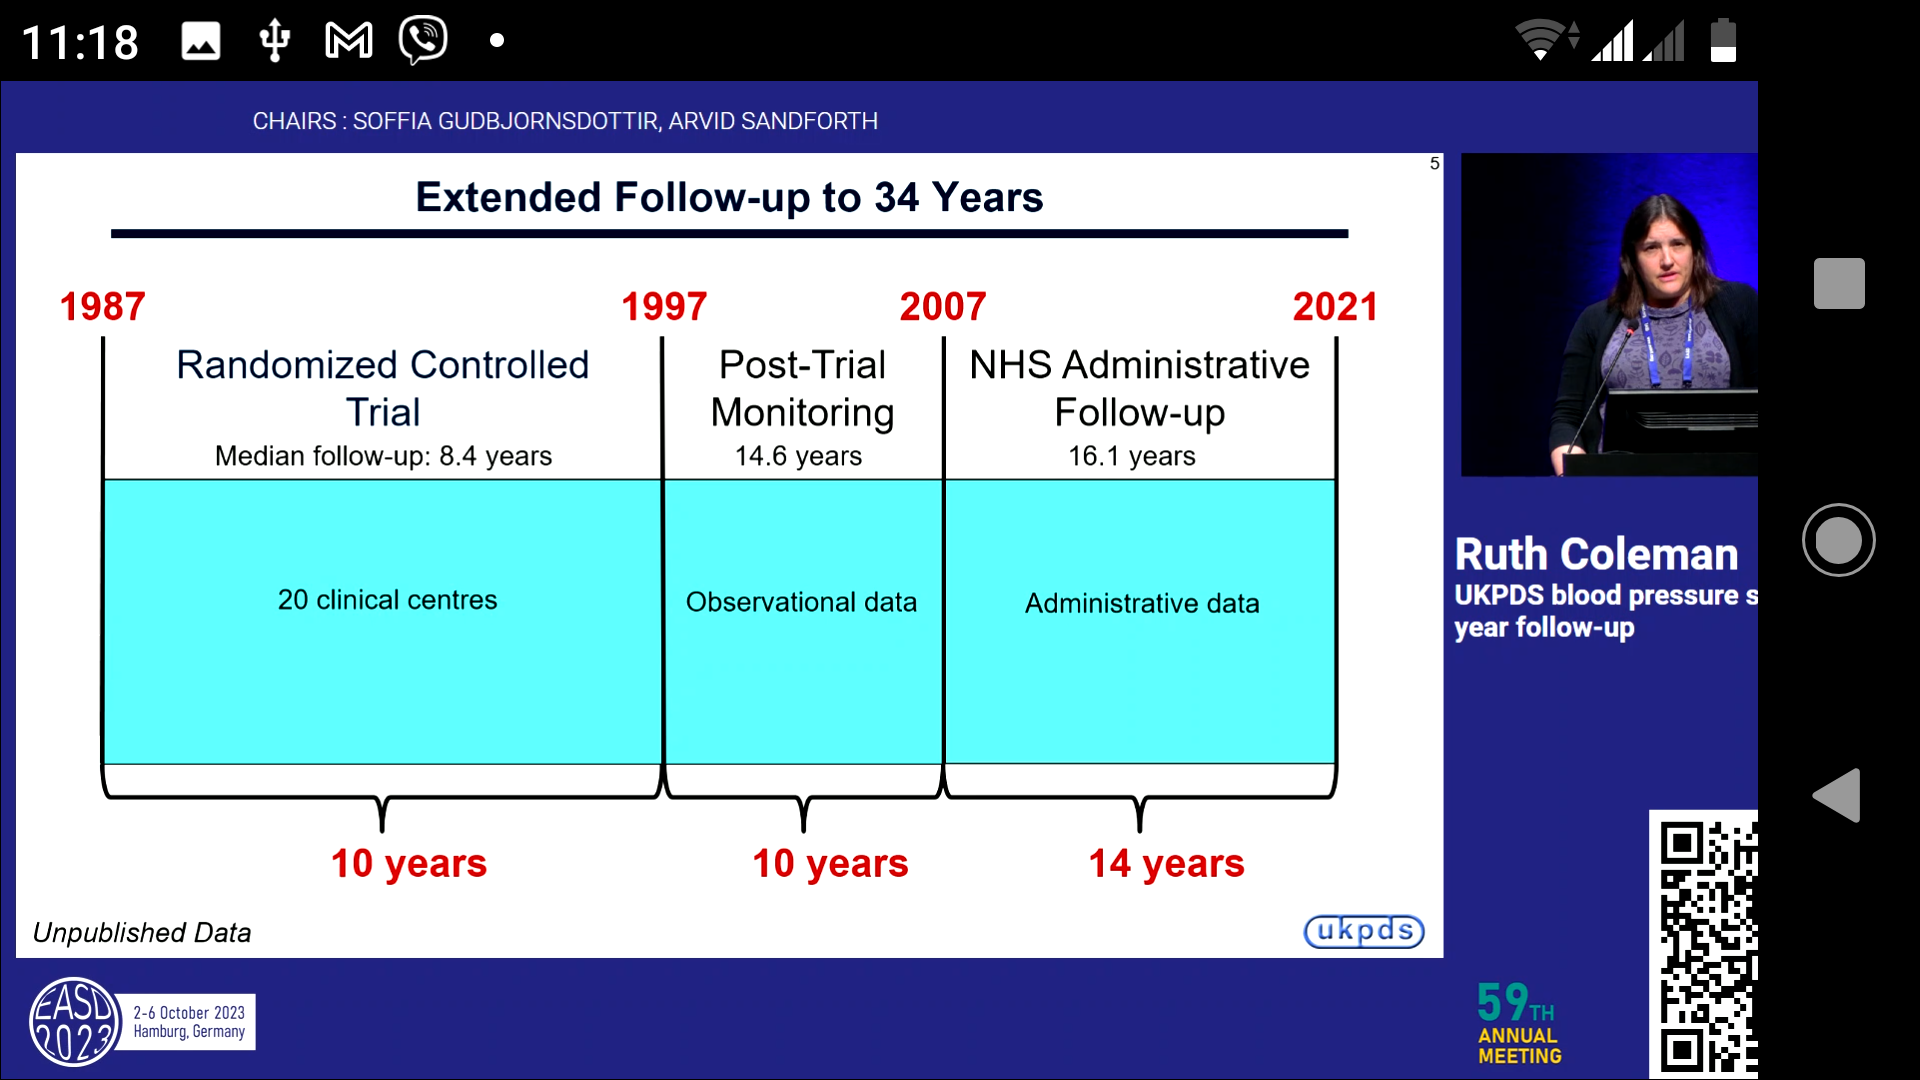 11:18
CHAIRS : SOFFIA GUDBJORNSDOTTIR, ARVID SANDFORTH
5
Extended Follow-up to 34 Years
1987
1997
2007
2021
Randomized Controlled
Trial
Median follow-up: 8.4 years
Post-Trial
Monitoring
14.6 years
NHS Administrative
Follow-up
16.1 years
20 clinical centres
Observational data
Administrative data
10 years
10 years
14 years
Unpublished Data
ukpds
Ruth Coleman
UKPDS blood pressure s
year follow-up
EASD
2023
2-6 October 2023
Hamburg, Germany
59TH
ANNUAL
MEETING